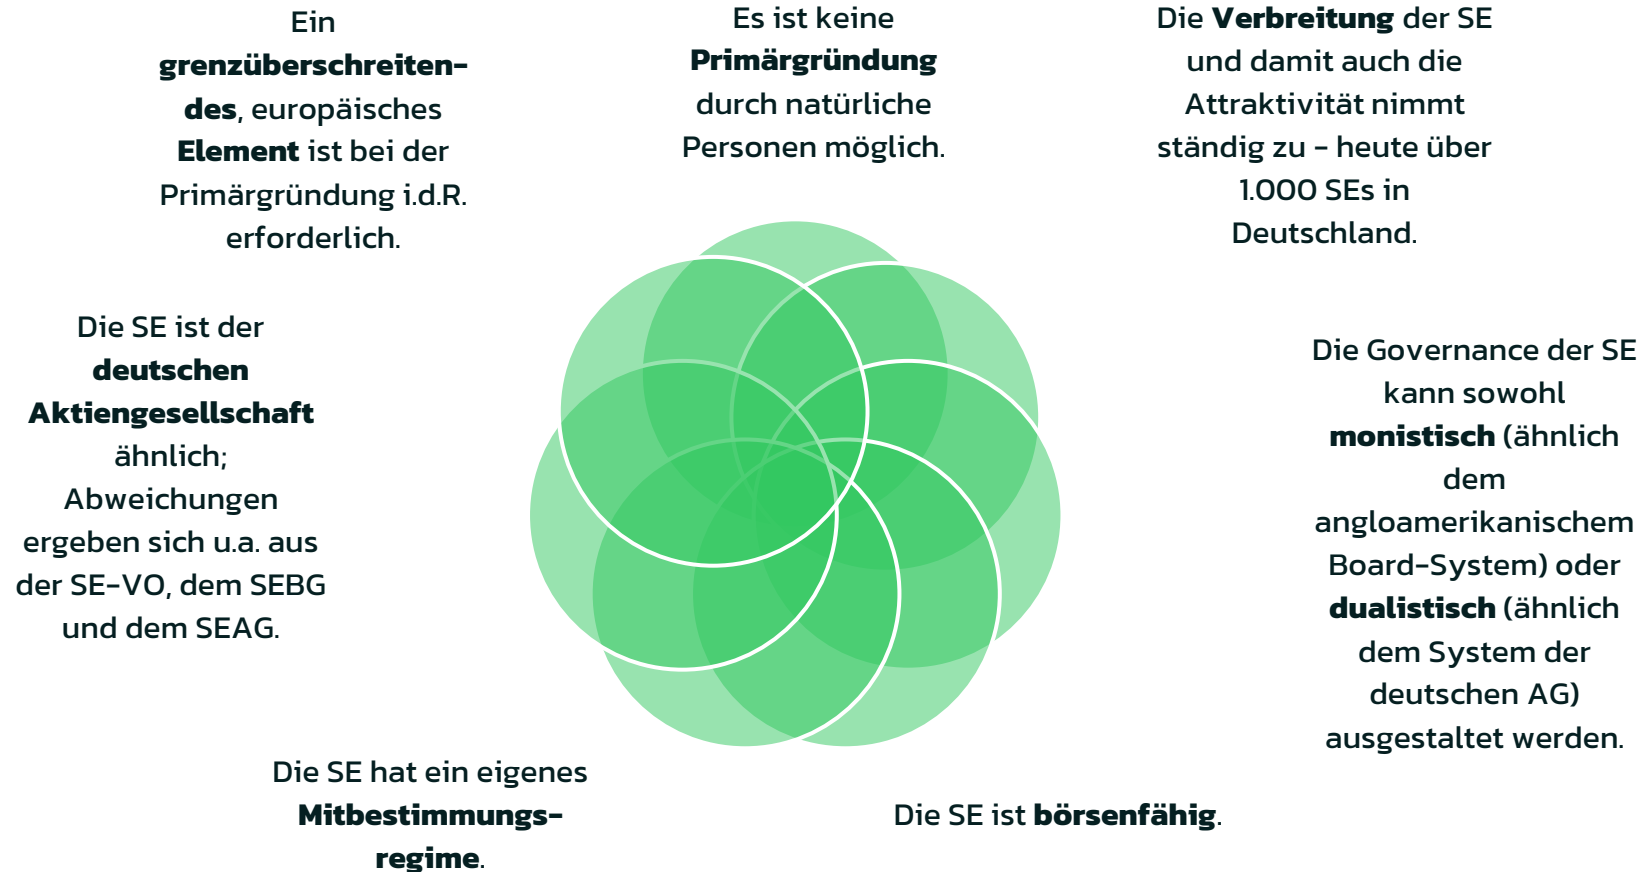 Ein
grenzüberschreiten-
des, europäisches
Element ist bei der
Primärgründung i.d.R.
erforderlich.
Es ist keine
Primärgründung
durch natürliche
Personen möglich.
Die Verbreitung der SE
und damit auch die
Attraktivität nimmt
ständig zu - heute über
1.000 SEs in
Deutschland.
Die SE ist der
deutschen
Aktiengesellschaft
ähnlich;
Abweichungen
ergeben sich u.a. aus
der SE-VO, dem SEBG
und dem SEAG.
Die Governance der SE
kann sowohl
monistisch (ähnlich
dem
angloamerikanischem
Board-System) oder
dualistisch (ähnlich
dem System der
deutschen AG)
ausgestaltet werden.
Die SE hat ein eigenes
Mitbestimmungs-
regime.
Die SE ist börsenfähig.